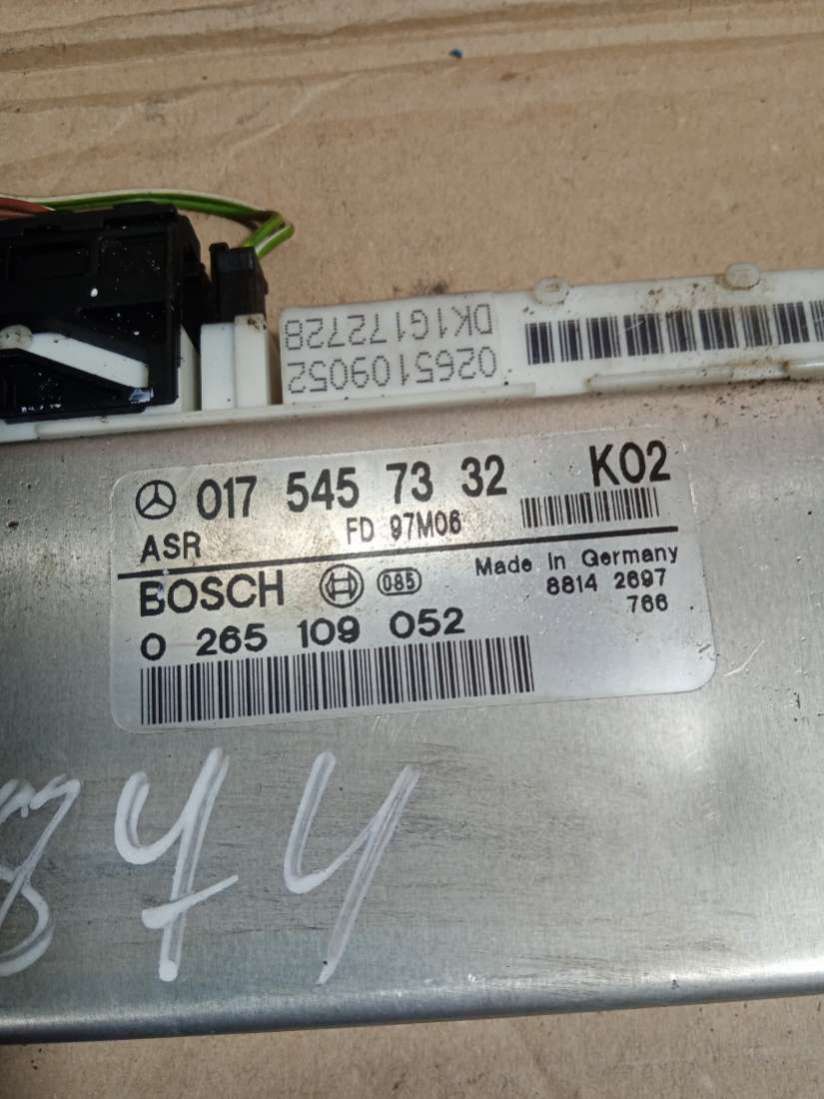 DK1G172728
0265109052
017 545 73 32 K02
ASR FD 97M06
BOSCH 085 Made in Germany
8814 2697
766
0 265 109 052
844